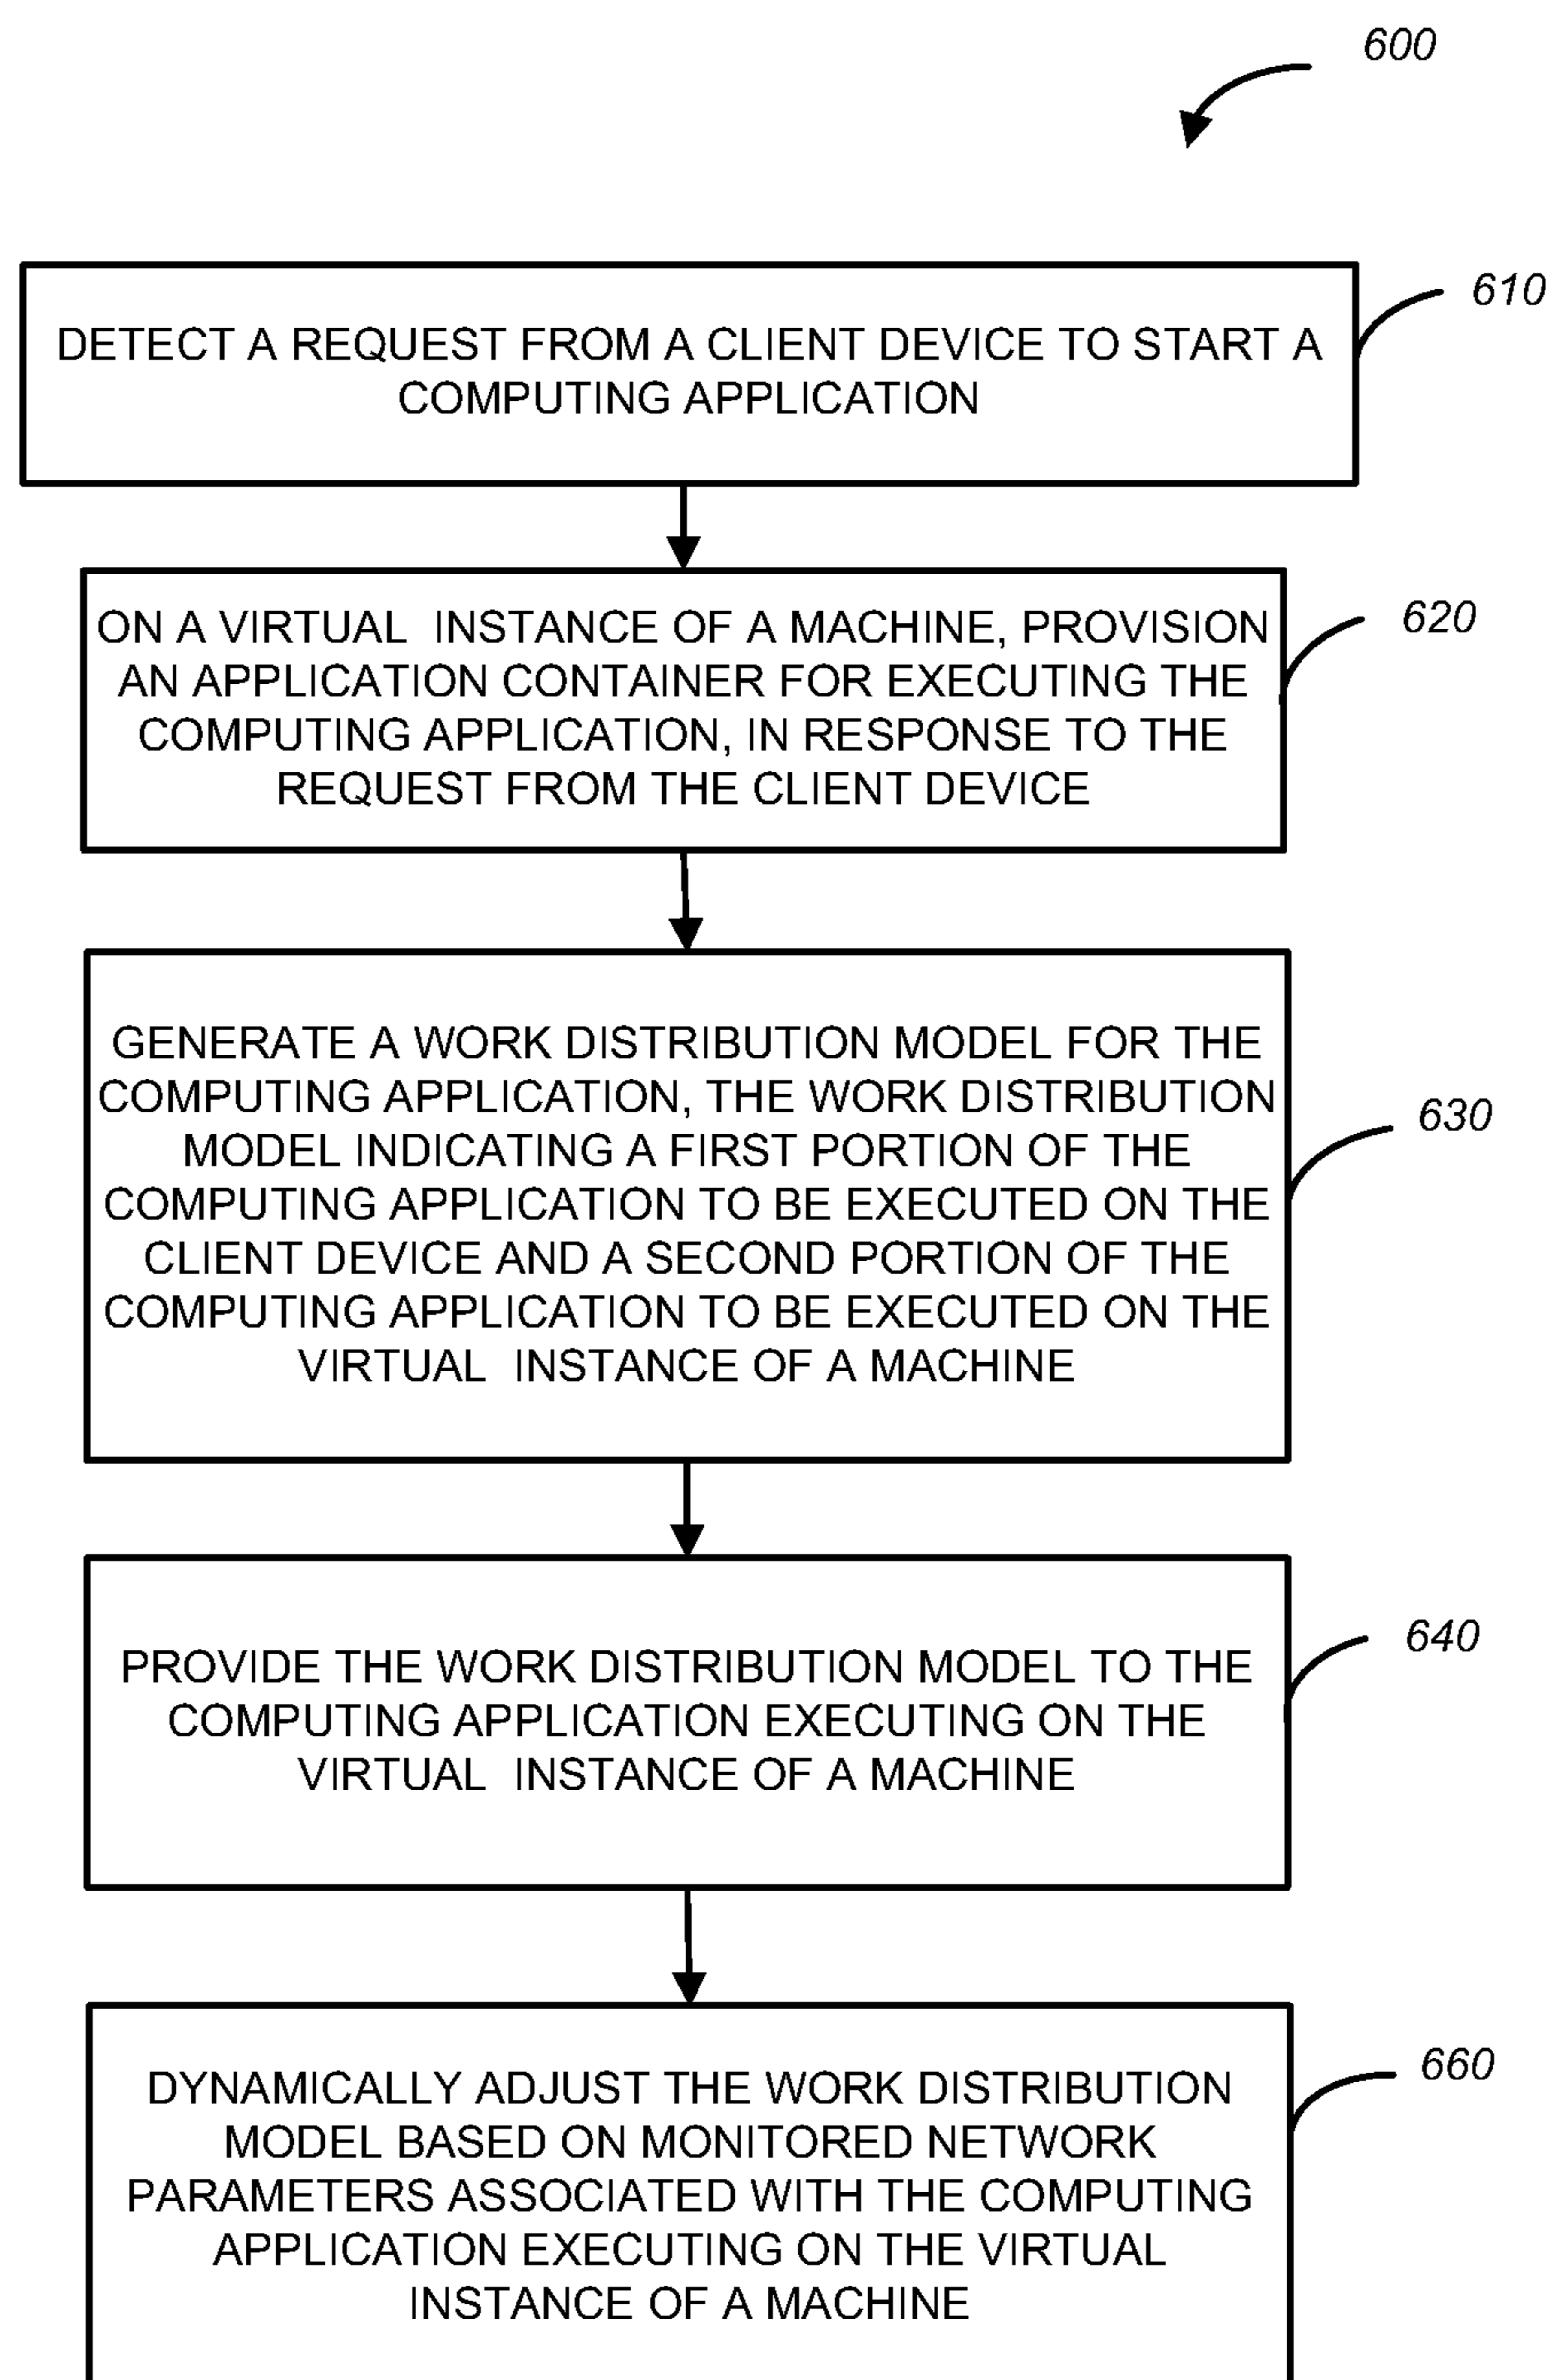 600
610
DETECT A REQUEST FROM A CLIENT DEVICE TO START A
COMPUTING APPLICATION
620
ON A VIRTUAL INSTANCE OF A MACHINE, PROVISION
AN APPLICATION CONTAINER FOR EXECUTING THE
COMPUTING APPLICATION, IN RESPONSE TO THE
REQUEST FROM THE CLIENT DEVICE
630
GENERATE A WORK DISTRIBUTION MODEL FOR THE
COMPUTING APPLICATION, THE WORK DISTRIBUTION
MODEL INDICATING A FIRST PORTION OF THE
COMPUTING APPLICATION TO BE EXECUTED ON THE
CLIENT DEVICE AND A SECOND PORTION OF THE
COMPUTING APPLICATION TO BE EXECUTED ON THE
VIRTUAL INSTANCE OF A MACHINE
640
PROVIDE THE WORK DISTRIBUTION MODEL TO THE
COMPUTING APPLICATION EXECUTING ON THE
VIRTUAL INSTANCE OF A MACHINE
660
DYNAMICALLY ADJUST THE WORK DISTRIBUTION
MODEL BASED ON MONITORED NETWORK
PARAMETERS ASSOCIATED WITH THE COMPUTING
APPLICATION EXECUTING ON THE VIRTUAL
INSTANCE OF A MACHINE